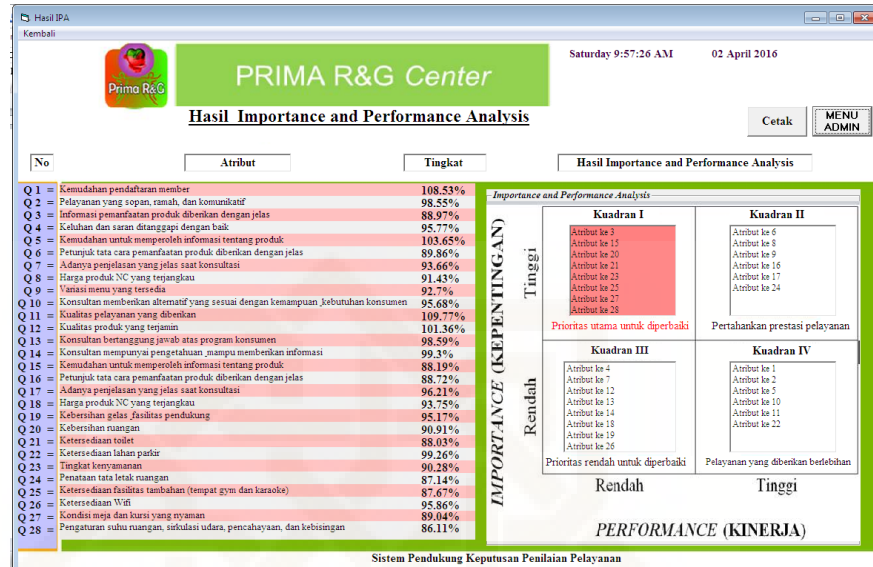 Hasil IPA
Kembali
Prima R&G
PRIMA R&G Center
Saturday 9:57:26 AM 02 April 2016
Hasil Importance and Performance Analysis
Cetak
MENU ADMIN
No Atribut Tingkat Hasil Importance and Performance Analysis
Q 1 = Kemudahan pendaftaran member 108.53%
Q 2 = Pelayanan yang sopan, ramah, dan komunikatif 98.55%
Q 3 = Informasi pemanfaatan produk diberikan dengan jelas 88.97%
Q 4 = Keluhan dan saran ditanggapi dengan baik 95.77%
Q 5 = Kemudahan untuk memperoleh informasi tentang produk 103.65%
Q 6 = Petunjuk tata cara pemanfaatan produk diberikan dengan jelas 89.86%
Q 7 = Adanya penjelasan yang jelas saat konsultasi 93.66%
Q 8 = Harga produk NC yang terjangkau 91.43%
Q 9 = Variasi menu yang tersedia 92.7%
Q 10 = Konsultan memberikan alternatif yang sesuai dengan kemampuan ,kebutuhan konsumen 95.68%
Q 11 = Kualitas pelayanan yang diberikan 109.77%
Q 12 = Kualitas produk yang terjamin 101.36%
Q 13 = Konsultan bertanggung jawab atas program konsumen 98.59%
Q 14 = Konsultan mempunyai pengetahuan ,mampu memberikan informasi 99.3%
Q 15 = Kemudahan untuk memperoleh informasi tentang produk 88.19%
Q 16 = Petunjuk tata cara pemanfaatan produk diberikan dengan jelas 88.72%
Q 17 = Adanya penjelasan yang jelas saat konsultasi 96.21%
Q 18 = Harga produk NC yang terjangkau 93.75%
Q 19 = Kebersihan gelas ,fasilitas pendukung 95.17%
Q 20 = Kebersihan ruangan 90.91%
Q 21 = Ketersediaan toilet 88.03%
Q 22 = Ketersediaan lahan parkir 99.26%
Q 23 = Tingkat kenyamanan 90.28%
Q 24 = Penataan tata letak ruangan 87.14%
Q 25 = Ketersediaan fasilitas tambahan (tempat gym dan karaoke) 87.67%
Q 26 = Ketersediaan Wifi 95.86%
Q 27 = Kondisi meja dan kursi yang nyaman 89.04%
Q 28 = Pengaturan suhu ruangan, sirkulasi udara, pencahayaan, dan kebisingan 86.11%
Importance and Performance Analysis
IMPORTANCE (KEPENTINGAN)
Tinggi
Rendah
Kuadran I
Atribut ke 3
Atribut ke 15
Atribut ke 20
Atribut ke 21
Atribut ke 23
Atribut ke 25
Atribut ke 27
Atribut ke 28
Prioritas utama untuk diperbaiki
Kuadran II
Atribut ke 6
Atribut ke 8
Atribut ke 9
Atribut ke 16
Atribut ke 17
Atribut ke 24
Pertahankan prestasi pelayanan
Kuadran III
Atribut ke 4
Atribut ke 7
Atribut ke 12
Atribut ke 13
Atribut ke 14
Atribut ke 18
Atribut ke 19
Atribut ke 26
Prioritas rendah untuk diperbaiki
Kuadran IV
Atribut ke 1
Atribut ke 2
Atribut ke 5
Atribut ke 10
Atribut ke 11
Atribut ke 22
Pelayanan yang diberikan berlebihan
Rendah Tinggi
PERFORMANCE (KINERJA)
Sistem Pendukung Keputusan Penilaian Pelayanan